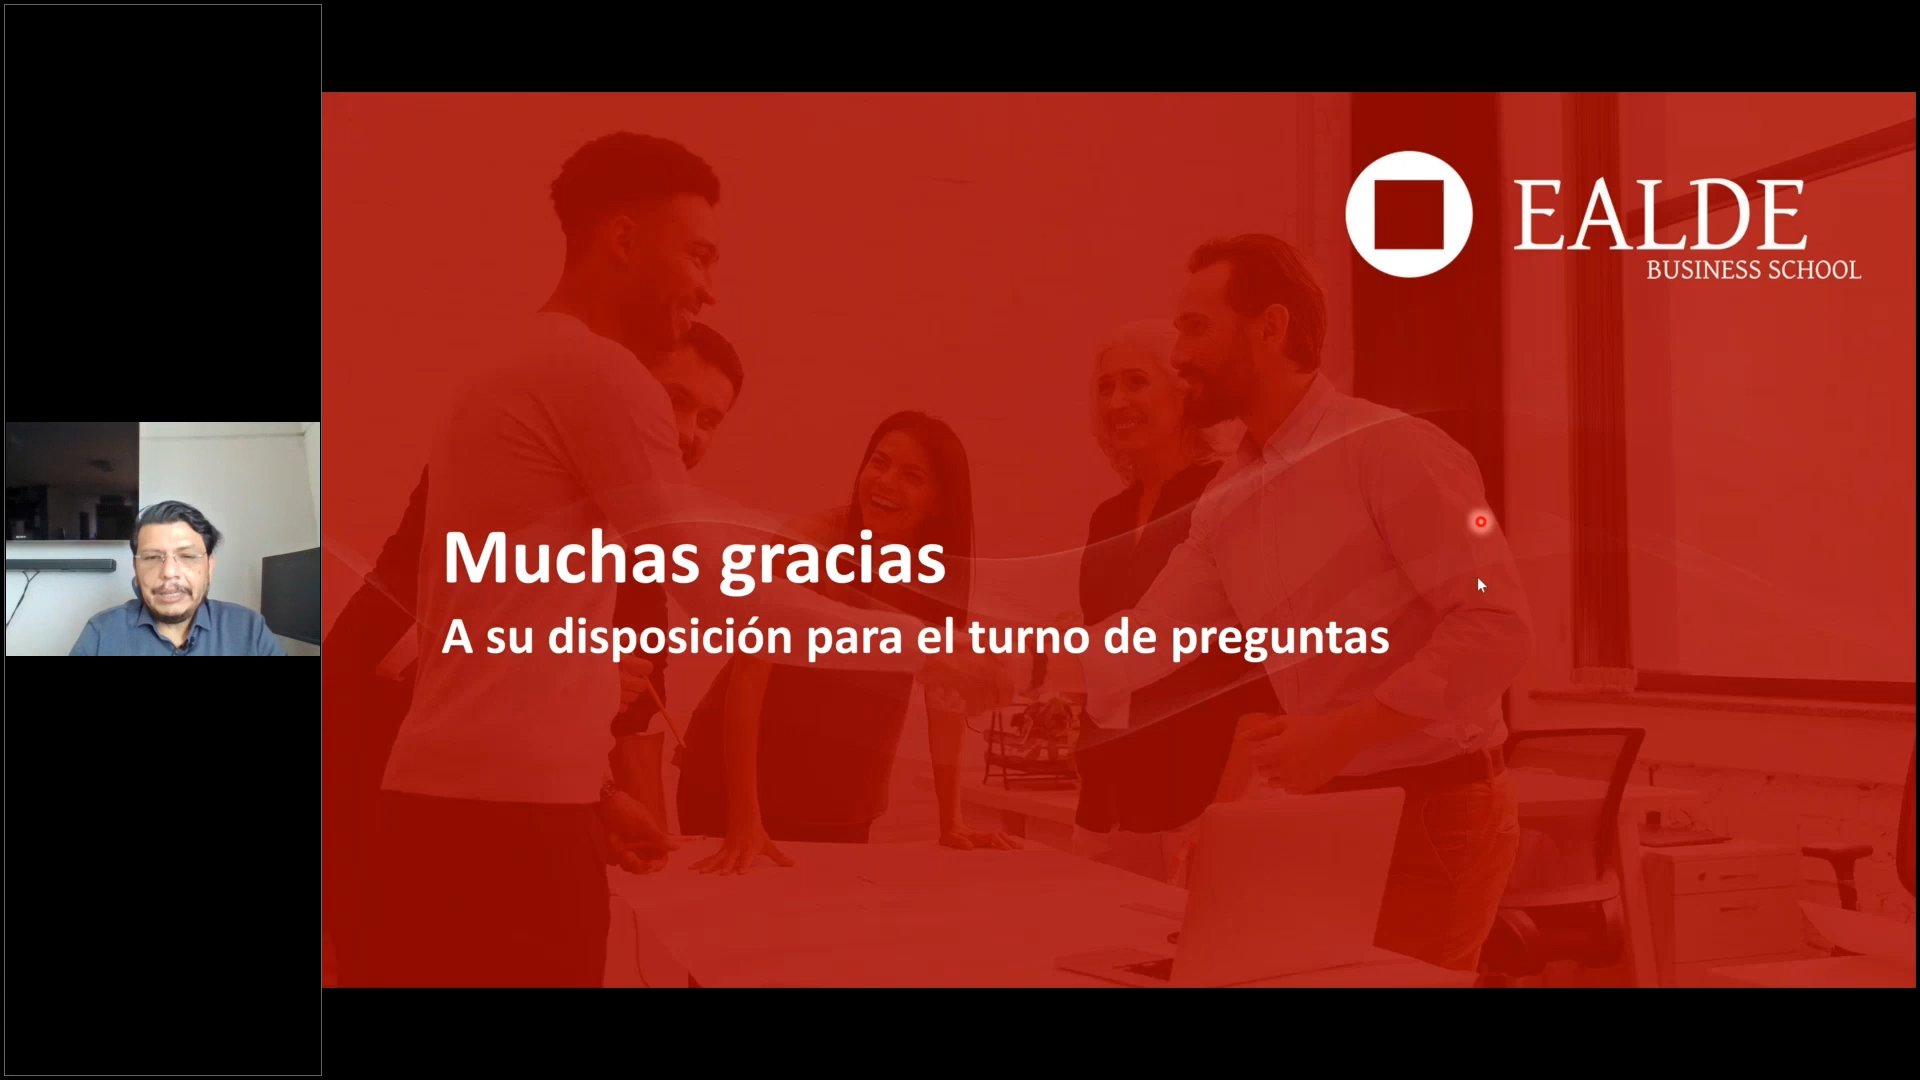 EALDE
BUSINESS SCHOOL
Muchas gracias
A su disposición para el turno de preguntas